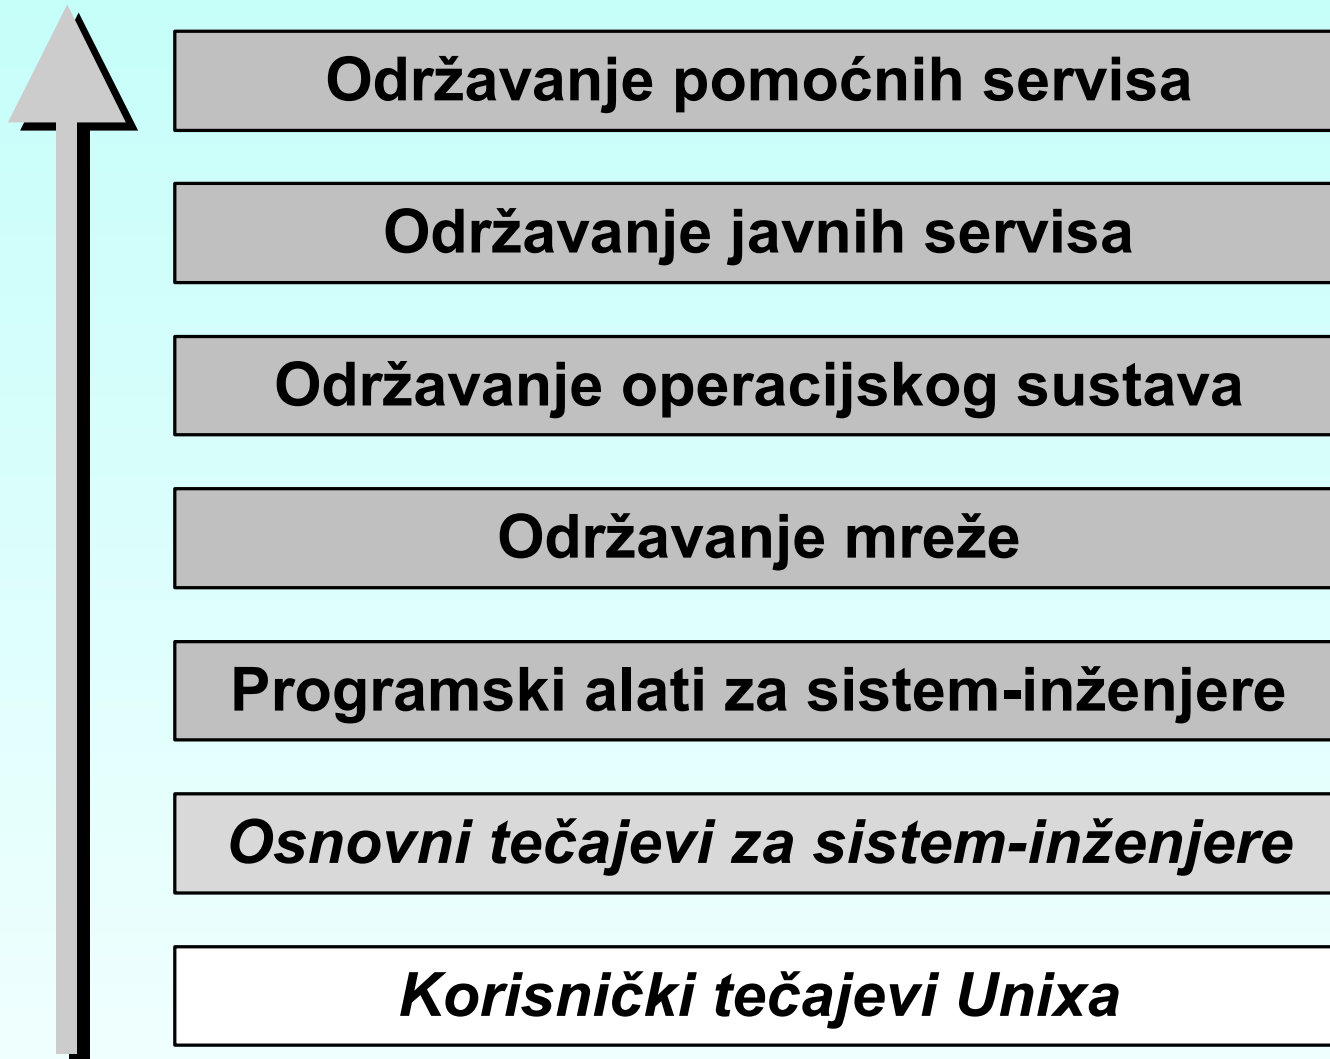 Održavanje pomoćnih servisa
Održavanje javnih servisa
Održavanje operacijskog sustava
Održavanje mreže
Programski alati za sistem-inženjere
Osnovni tečajevi za sistem-inženjere
Korisnički tečajevi Unixa